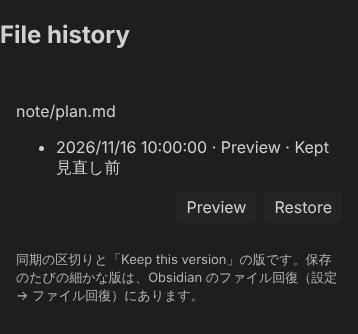 File history
note/plan.md
• 2026/11/16 10:00:00 · Preview · Kept
見直し前
Preview Restore
同期の区切りと「Keep this version」の版です。保存
のたびの細かな版は、Obsidian のファイル回復（設定
→ ファイル回復）にあります。